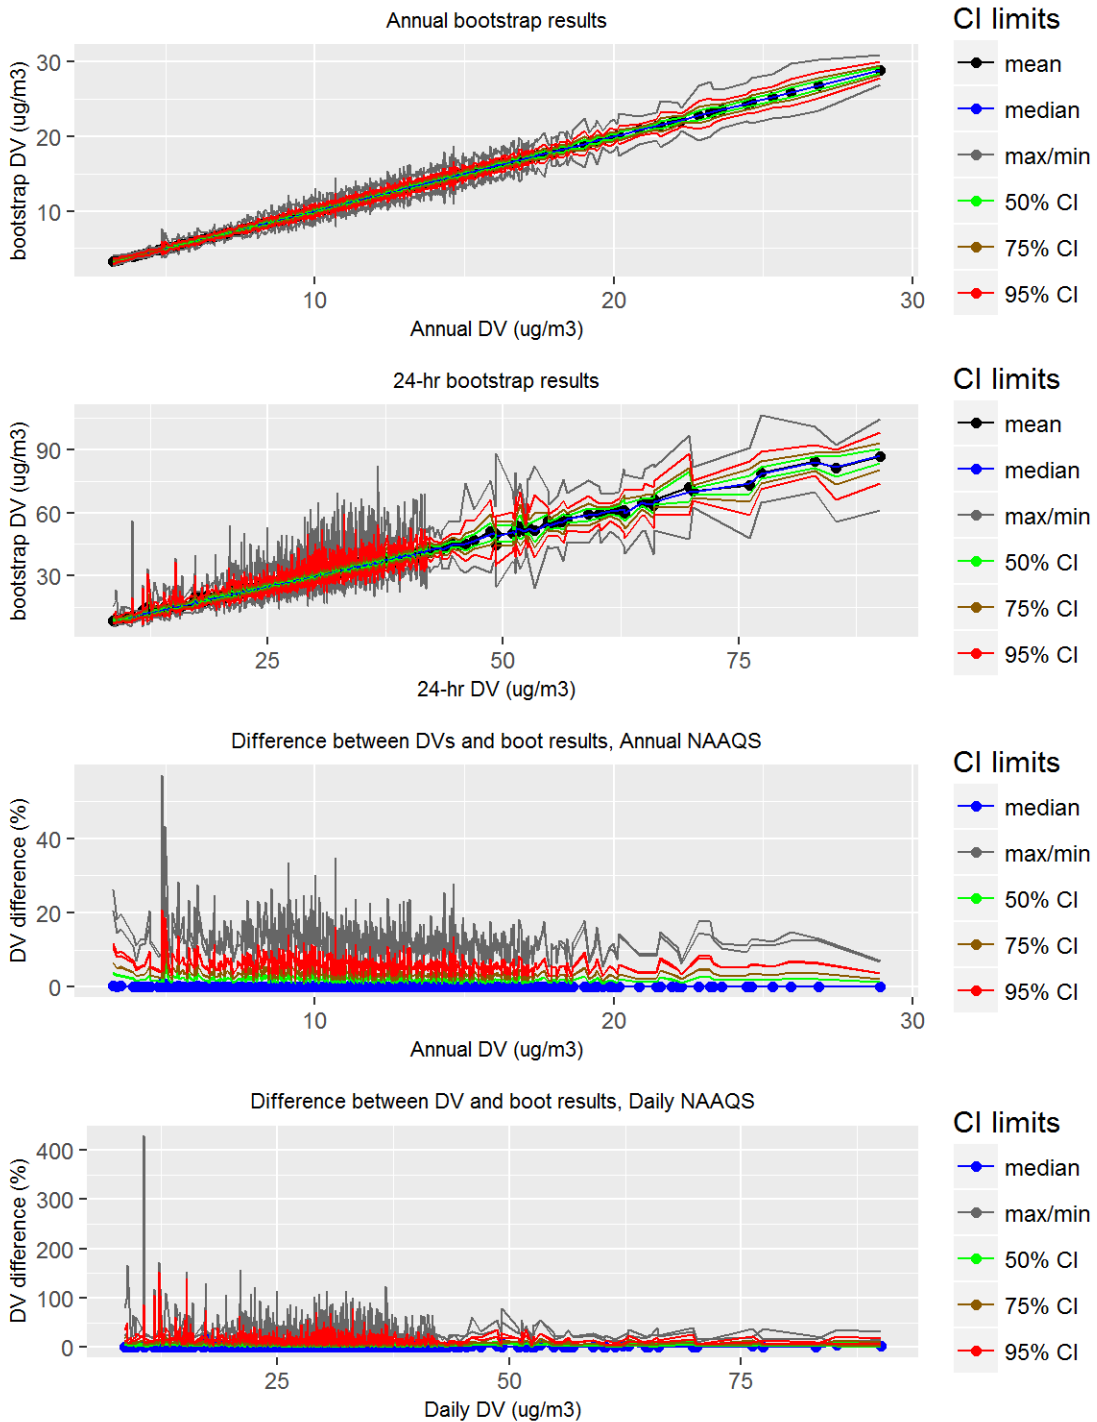 Annual bootstrap results
bootstrap DV (ug/m3)
30
20
10
10 20 30
Annual DV (ug/m3)
CI limits
mean
median
max/min
50% CI
75% CI
95% CI
24-hr bootstrap results
bootstrap DV (ug/m3)
90
60
30
25 50 75
24-hr DV (ug/m3)
CI limits
mean
median
max/min
50% CI
75% CI
95% CI
Difference between DVs and boot results, Annual NAAQS
DV difference (%)
40
20
0
10 20 30
Annual DV (ug/m3)
CI limits
median
max/min
50% CI
75% CI
95% CI
Difference between DV and boot results, Daily NAAQS
DV difference (%)
400
300
200
100
0
25 50 75
Daily DV (ug/m3)
CI limits
median
max/min
50% CI
75% CI
95% CI